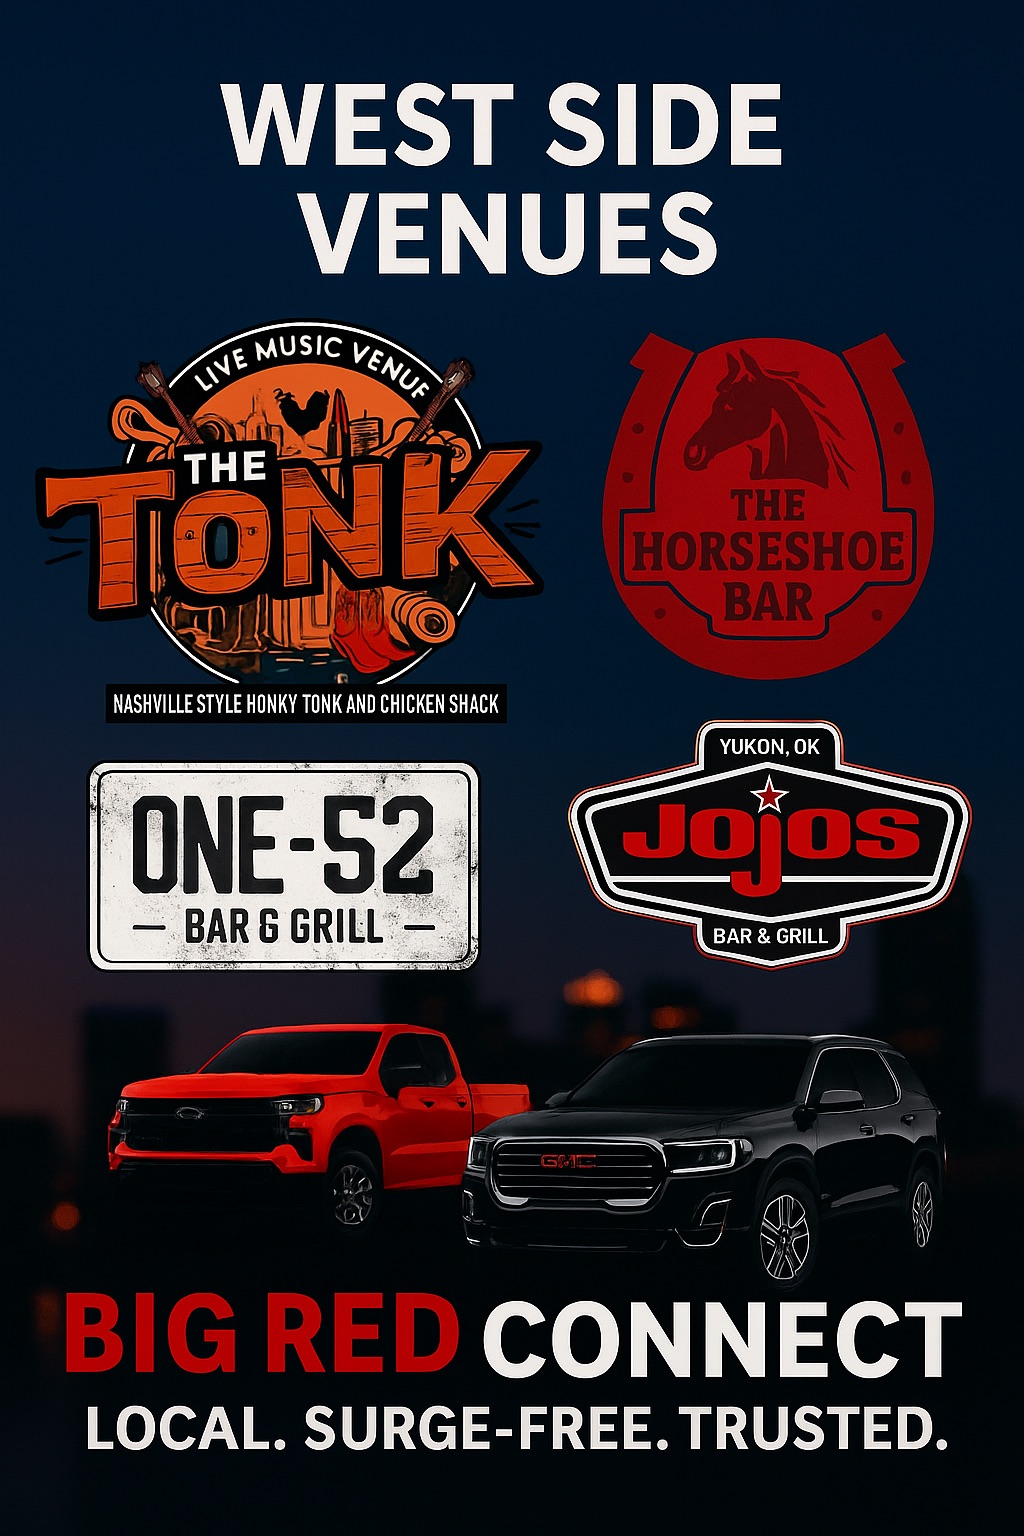 WEST SIDE
VENUES
LIVE MUSIC VENUE
THE
TONK
NASHVILLE STYLE HONKY TONK AND CHICKEN SHACK
THE
HORSESHOE
BAR
ONE-52
— BAR & GRILL —
YUKON, OK
JOJOS
BAR & GRILL
GMC
BIG RED CONNECT
LOCAL. SURGE-FREE. TRUSTED.